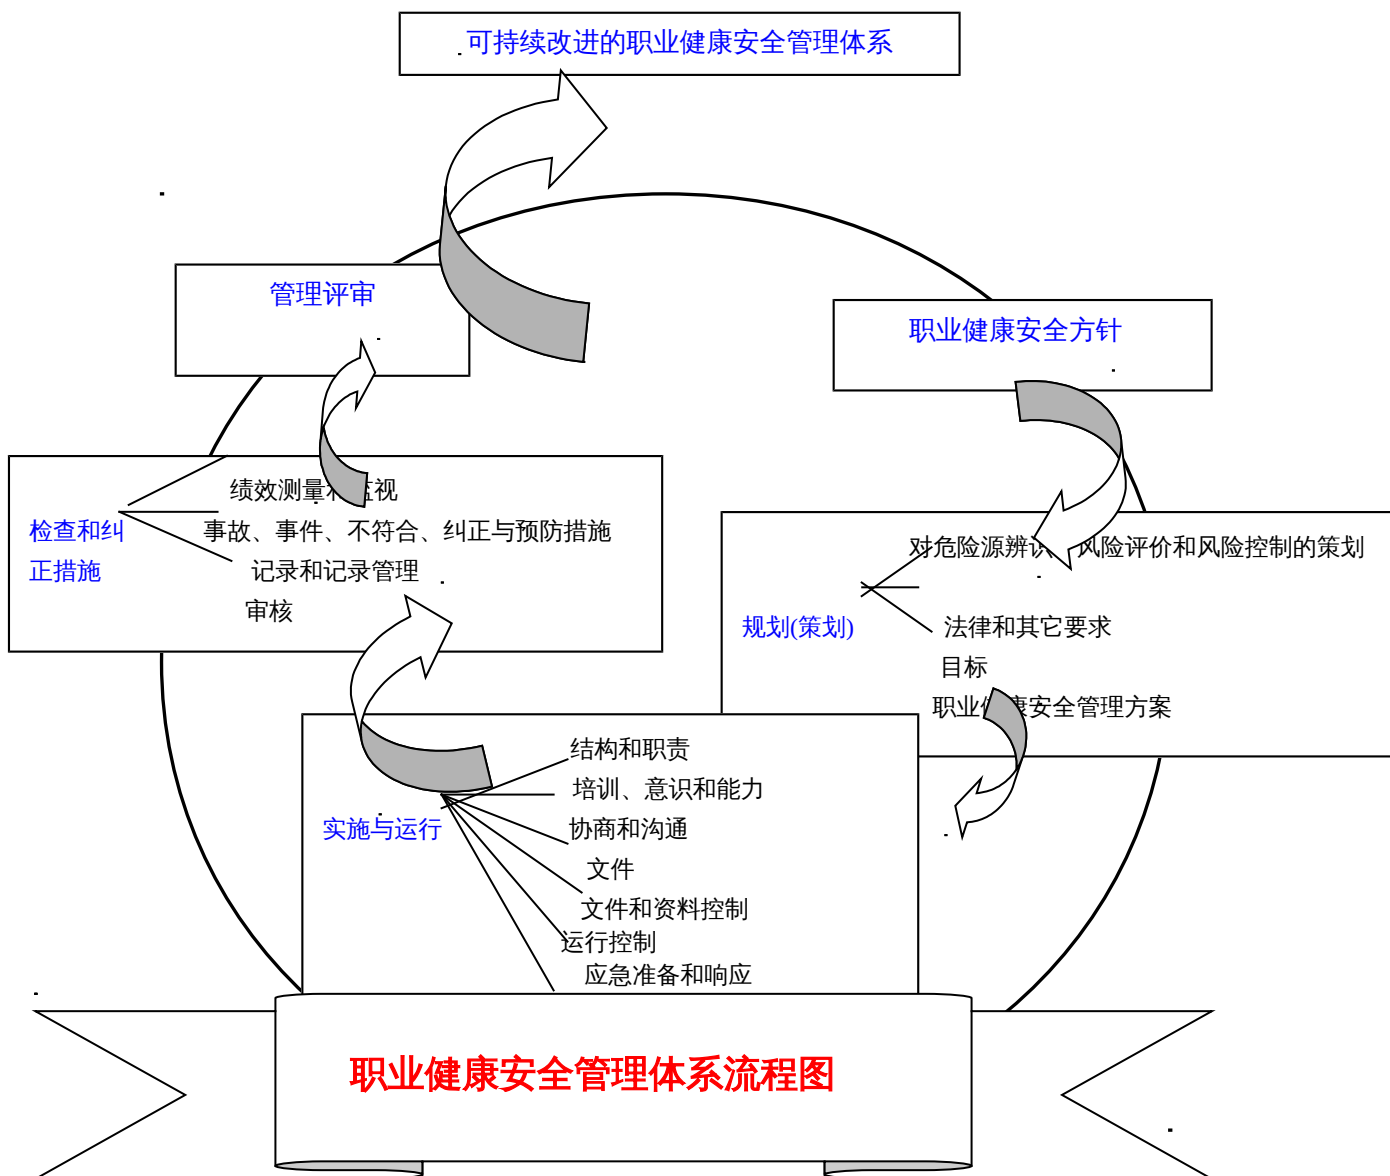 可持续改进的职业健康安全管理体系
管理评审
职业健康安全方针
绩效测量和监视
检查和纠
正措施
事故、事件、不符合、纠正与预防措施
记录和记录管理
审核
对危险源辨识、风险评价和风险控制的策划
规划(策划)
法律和其它要求
目标
职业健康安全管理方案
结构和职责
培训、意识和能力
实施与运行
协商和沟通
文件
文件和资料控制
运行控制
应急准备和响应
职业健康安全管理体系流程图